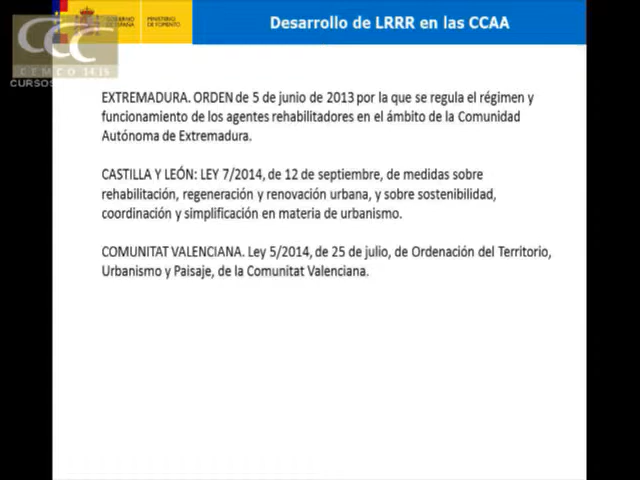 Desarrollo de LRRR en las CCAA
GOBIERNO MINISTERIO
DE ESPAÑA DE FOMENTO
CCC
CEMCO 2015
CURSOS
EXTREMADURA. ORDEN de 5 de junio de 2013 por la que se regula el régimen y
funcionamiento de los agentes rehabilitadores en el ámbito de la Comunidad
Autónoma de Extremadura.
CASTILLA Y LEÓN: LEY 7/2014, de 12 de septiembre, de medidas sobre
rehabilitación, regeneración y renovación urbana, y sobre sostenibilidad,
coordinación y simplificación en materia de urbanismo.
COMUNITAT VALENCIANA. Ley 5/2014, de 25 de julio, de Ordenación del Territorio,
Urbanismo y Paisaje, de la Comunitat Valenciana.